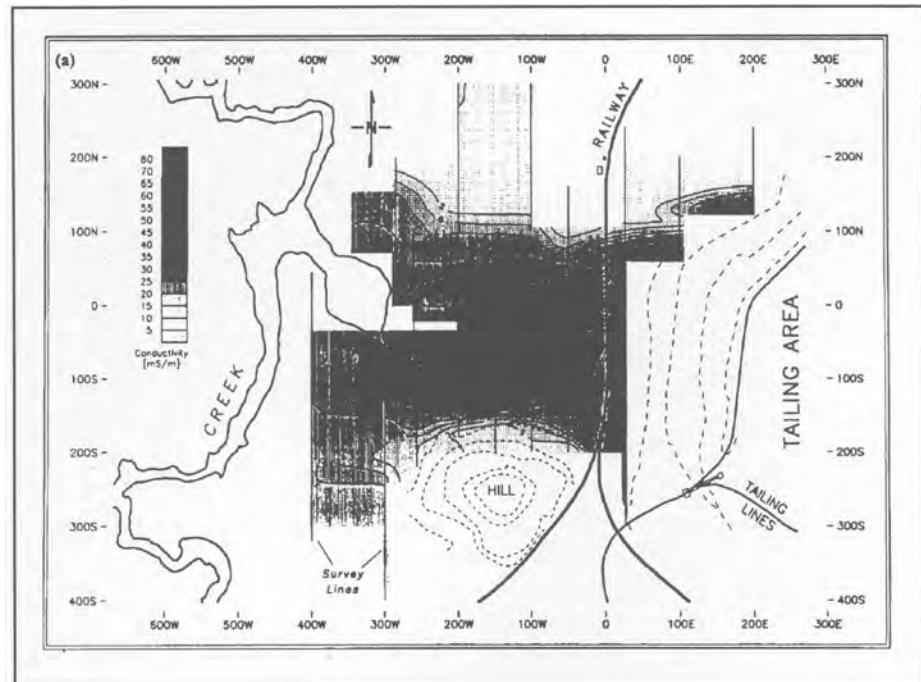 (a)
600W 500W 400W 300W 200W 100W 0 100E 200E
300N
200N
100N
0
100S
200S
300S
400S
300N
200N
100N
0
100S
200S
300S
400S
80
75
70
65
60
55
50
45
40
35
30
25
20
15
10
5
Conductivity
[mS/m]
N
RAILWAY
CREEK
HILL
TAILING AREA
TAILING
LINES
Survey
Lines
600W 500W 400W 300W 200W 100W 0 100E 200E